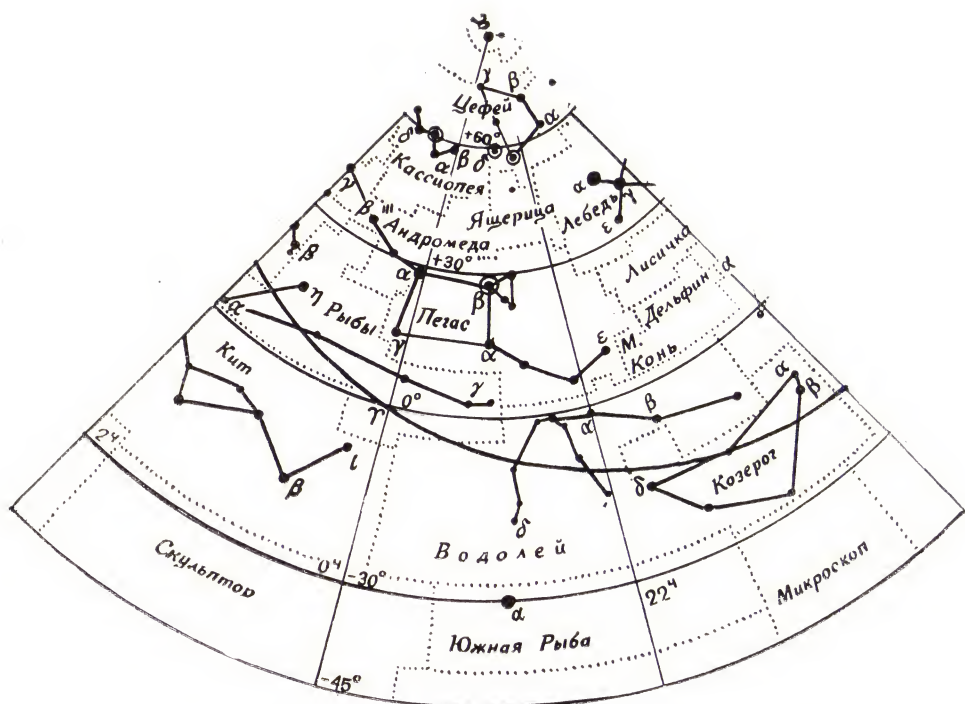 γ β
Цефей α
δ +60°
α β δ
Кассиопея
α
γ
Лебедь γ
ε
β
Ящерица
Андромеда
Лисичка
β
α +30°
α
η β
Дельфин
Рыбы Пегас
α
ε М.
γ α Конь
Кит
α
γ β
0° β
♈ α
2ч
ι
Козерог
β δ
δ
Водолей
Скульптор
0ч -30°
22ч Микроскоп
α
Южная Рыба
-45°